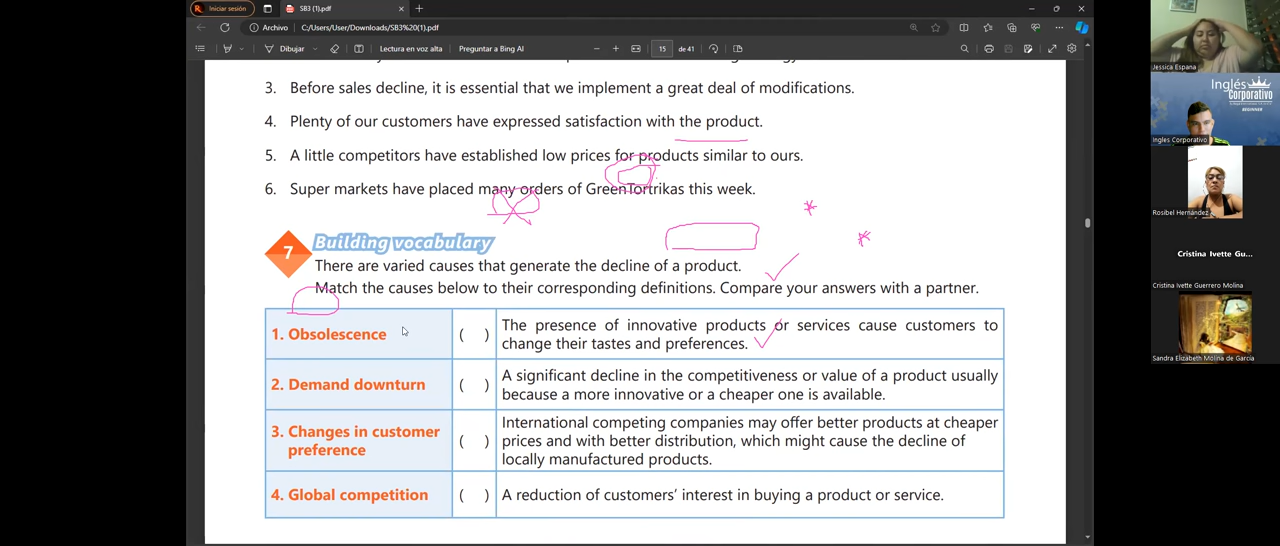 Iniciar sesión
SB3 (1).pdf
Archivo
C:/Users/User/Downloads/SB3%20(1).pdf
Dibujar
Lectura en voz alta
Preguntar a Bing AI
15
de 41
3. Before sales decline, it is essential that we implement a great deal of modifications.
4. Plenty of our customers have expressed satisfaction with the product.
5. A little competitors have established low prices for products similar to ours.
6. Super markets have placed many orders of GreenTortrikas this week.
7 Building vocabulary
There are varied causes that generate the decline of a product.
Match the causes below to their corresponding definitions. Compare your answers with a partner.
1. Obsolescence
( )
The presence of innovative products or services cause customers to
change their tastes and preferences.
2. Demand downturn
( )
A significant decline in the competitiveness or value of a product usually
because a more innovative or a cheaper one is available.
3. Changes in customer
preference
( )
International competing companies may offer better products at cheaper
prices and with better distribution, which might cause the decline of
locally manufactured products.
4. Global competition
( )
A reduction of customers' interest in buying a product or service.
Jessica Espana
Inglés
Corporativo
BEGINNER
Ingles Corporativo
Rosibel Hernández
Cristina Ivette Gu...
Cristina Ivette Guerrero Molina
Sandra Elizabeth Molina de Garcia